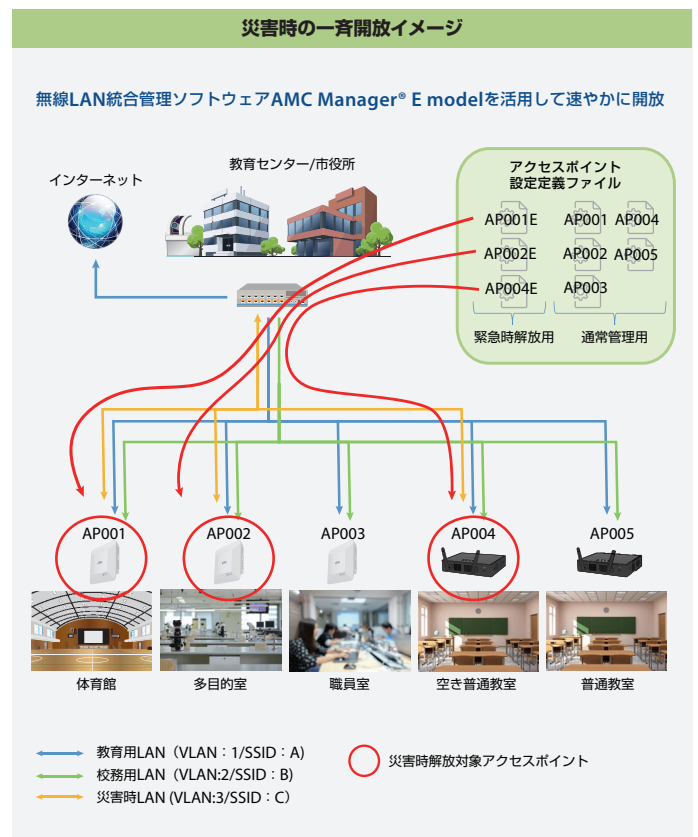 災害時の一斉開放イメージ
無線LAN統合管理ソフトウェアAMC Manager® E modelを活用して速やかに開放
インターネット
教育センター/市役所
アクセスポイント
設定定義ファイル
AP001E AP001 AP004
AP002E AP002 AP005
AP004E AP003
緊急時解放用 通常管理用
AP001 AP002 AP003 AP004 AP005
体育館 多目的室 職員室 空き普通教室 普通教室
教育用LAN（VLAN：1/SSID：A)
校務用LAN（VLAN:2/SSID：B)
災害時LAN (VLAN:3/SSID：C）
災害時解放対象アクセスポイント